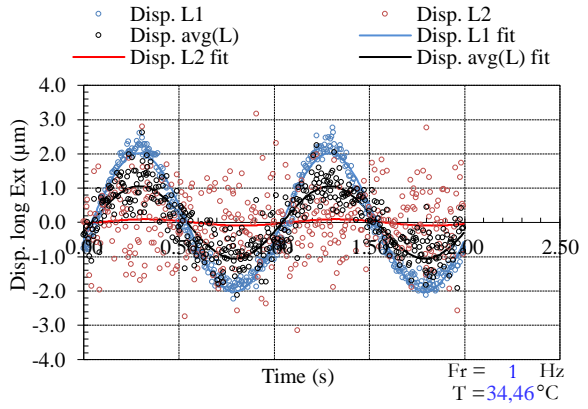 Disp. L1 Disp. L2
Disp. avg(L) Disp. L1 fit
Disp. L2 fit Disp. avg(L) fit
Disp. long Ext (µm)
4.0
3.0
2.0
1.0
0.0
-1.0
-2.0
-3.0
-4.0
0.00 0.50 1.00 1.50 2.00 2.50
Time (s)
Fr = 1 Hz
T = 34,46 °C